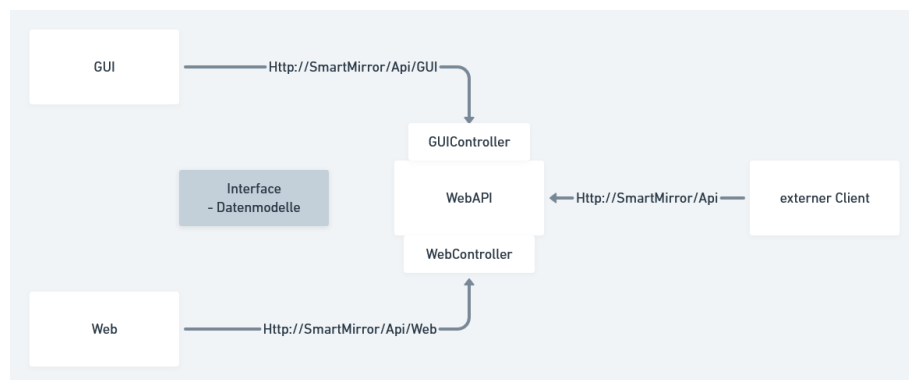 GUI
Http://SmartMirror/Api/GUI
GUIController
Interface
- Datenmodelle
WebAPI
Http://SmartMirror/Api
externer Client
WebController
Web
Http://SmartMirror/Api/Web